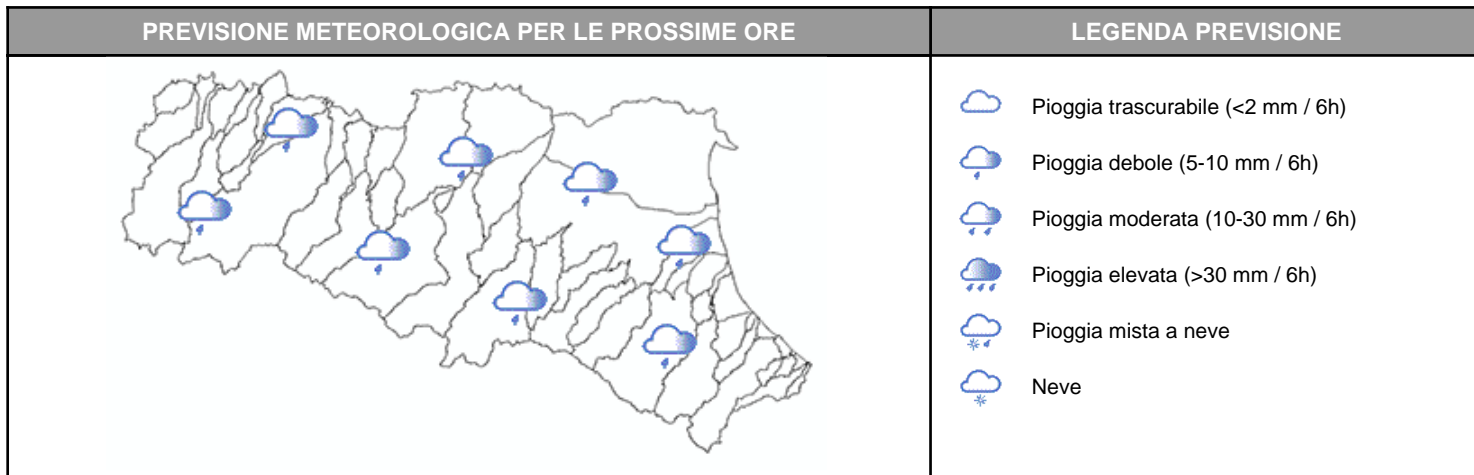 PREVISIONE METEOROLOGICA PER LE PROSSIME ORE
LEGENDA PREVISIONE
Pioggia trascurabile (<2 mm / 6h)
Pioggia debole (5-10 mm / 6h)
Pioggia moderata (10-30 mm / 6h)
Pioggia elevata (>30 mm / 6h)
Pioggia mista a neve
Neve